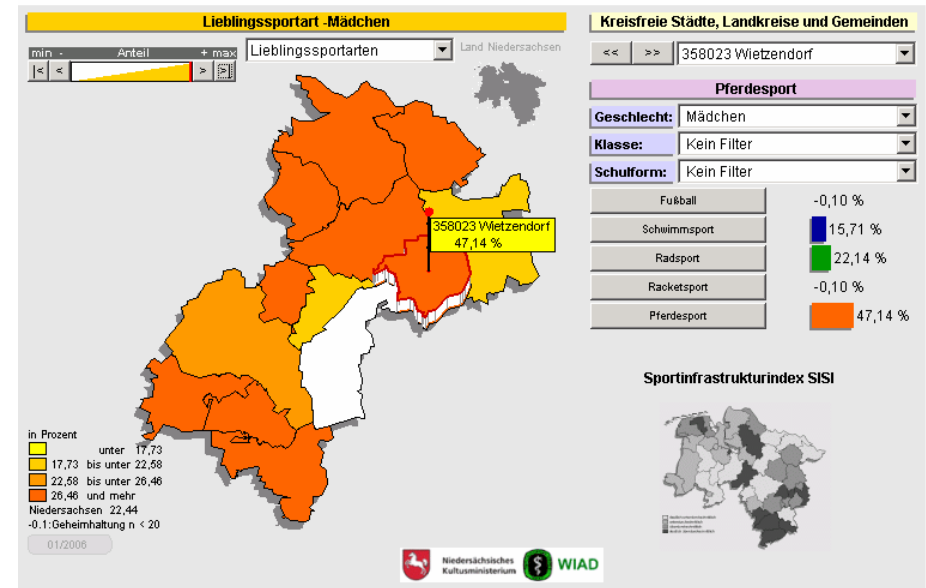 Lieblingssportart -Mädchen
min - Anteil + max
|< < > >|
Lieblingssportarten
Land Niedersachsen
358023 Wietzendorf
47,14 %
in Prozent
unter 17,73
17,73 bis unter 22,58
22,58 bis unter 26,46
26,46 und mehr
Niedersachsen 22,44
-0.1:Geheimhaltung n < 20
01/2006
Kreisfreie Städte, Landkreise und Gemeinden
<< >> 358023 Wietzendorf
Pferdesport
Geschlecht: Mädchen
Klasse: Kein Filter
Schulform: Kein Filter
Fußball -0,10 %
Schwimmsport 15,71 %
Radsport 22,14 %
Racketsport -0,10 %
Pferdesport 47,14 %
Sportinfrastrukturindex SISI
Niedersächsisches
Kultusministerium
WIAD